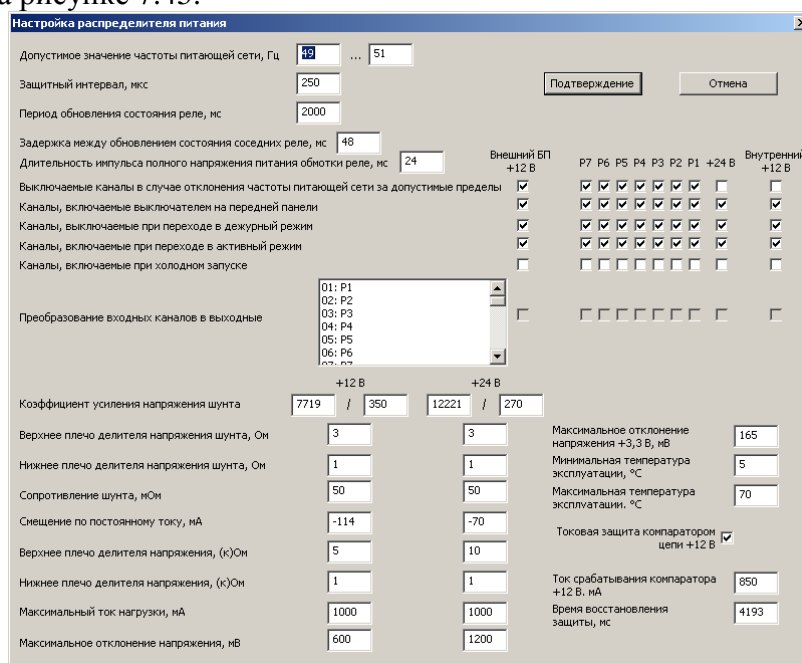 а рисунке 7.43.
Настройка распределителя питания
Допустимое значение частоты питающей сети, Гц 49 ... 51
Защитный интервал, мкс 250
Подтверждение Отмена
Период обновления состояния реле, мс 2000
Задержка между обновлением состояния соседних реле, мс 48
Длительность импульса полного напряжения питания обмотки реле, мс 24
Внешний БП +12 В P7 P6 P5 P4 P3 P2 P1 +24 В Внутренний +12 В
Выключаемые каналы в случае отклонения частоты питающей сети за допустимые пределы
Каналы, включаемые выключателем на передней панели
Каналы, выключаемые при переходе в дежурный режим
Каналы, включаемые при переходе в активный режим
Каналы, включаемые при холодном запуске
Преобразование входных каналов в выходные
01: P1
02: P2
03: P3
04: P4
05: P5
06: P6
07: P7
+12 В +24 В
Коэффициент усиления напряжения шунта 7719 / 350 12221 / 270
Верхнее плечо делителя напряжения шунта, Ом 3 3
Нижнее плечо делителя напряжения шунта, Ом 1 1
Сопротивление шунта, мОм 50 50
Смещение по постоянному току, мА -114 -70
Верхнее плечо делителя напряжения, (к)Ом 5 10
Нижнее плечо делителя напряжения, (к)Ом 1 1
Максимальный ток нагрузки, мА 1000 1000
Максимальное отклонение напряжения, мВ 600 1200
Максимальное отклонение
напряжения +3,3 В, мВ 165
Минимальная температура
эксплуатации, °C 5
Максимальная температура
эксплуатации. °C 70
Токовая защита компаратором
цепи +12 В
Ток срабатывания компаратора
+12 В. мА 850
Время восстановления
защиты, мс 4193